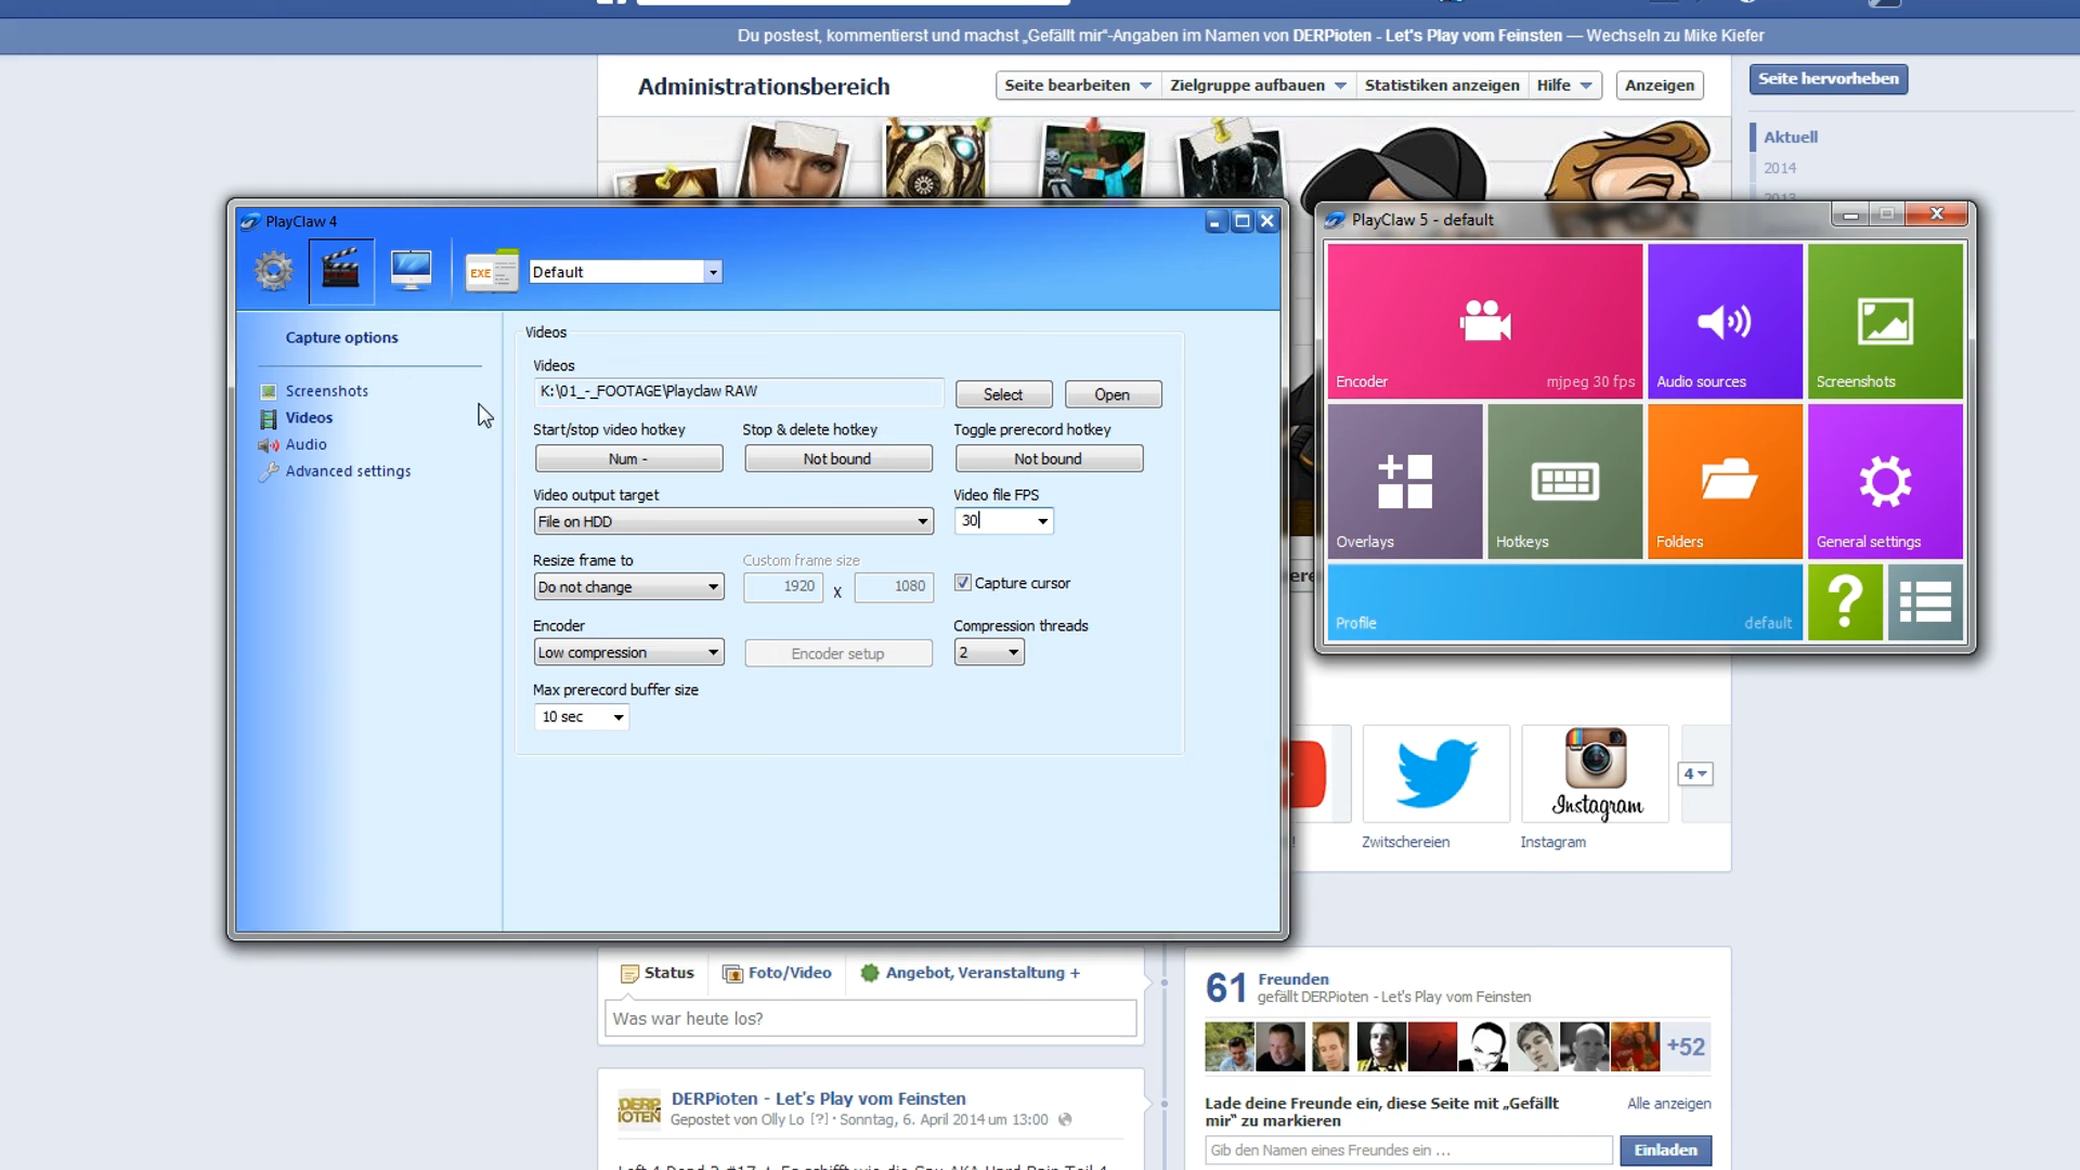 Du postest, kommentierst und machst „Gefällt mir“-Angaben im Namen von DERPioten - Let's Play vom Feinsten — Wechseln zu Mike Kiefer
Administrationsbereich
Seite bearbeiten
Zielgruppe aufbauen
Statistiken anzeigen
Hilfe
Anzeigen
Seite hervorheben
Aktuell
2014
PlayClaw 4
EXE
Default
Capture options
Screenshots
Videos
Audio
Advanced settings
Videos
Videos
K:\01_-_FOOTAGE\Playclaw RAW
Select
Open
Start/stop video hotkey
Stop & delete hotkey
Toggle prerecord hotkey
Num -
Not bound
Not bound
Video output target
Video file FPS
File on HDD
30
Resize frame to
Custom frame size
Do not change
1920 x 1080
Capture cursor
Encoder
Compression threads
Low compression
Encoder setup
2
Max prerecord buffer size
10 sec
PlayClaw 5 - default
Encoder
mjpeg 30 fps
Audio sources
Screenshots
Overlays
Hotkeys
Folders
General settings
Profile
default
?
Instagram
4
Zwitschereien
Instagram
Status
Foto/Video
Angebot, Veranstaltung +
Was war heute los?
61 Freunden
gefällt DERPioten - Let's Play vom Feinsten
+52
Lade deine Freunde ein, diese Seite mit „Gefällt
mir“ zu markieren
Alle anzeigen
Gib den Namen eines Freundes ein ...
Einladen
DERP
IOTEN
DERPioten - Let's Play vom Feinsten
Gepostet von Olly Lo [?] · Sonntag, 6. April 2014 um 13:00